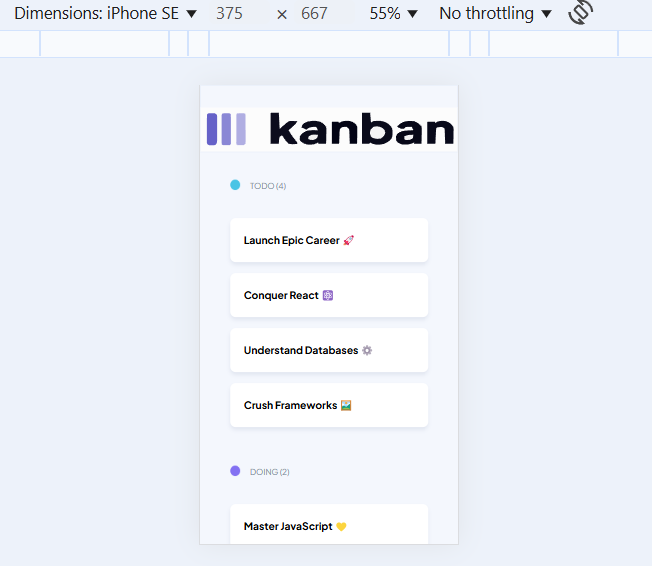 Dimensions: iPhone SE ▼ 375 × 667 55% ▼ No throttling ▼
kanban
TODO (4)
Launch Epic Career 🚀
Conquer React ⚛️
Understand Databases ⚙️
Crush Frameworks 🖼️
DOING (2)
Master JavaScript 💛